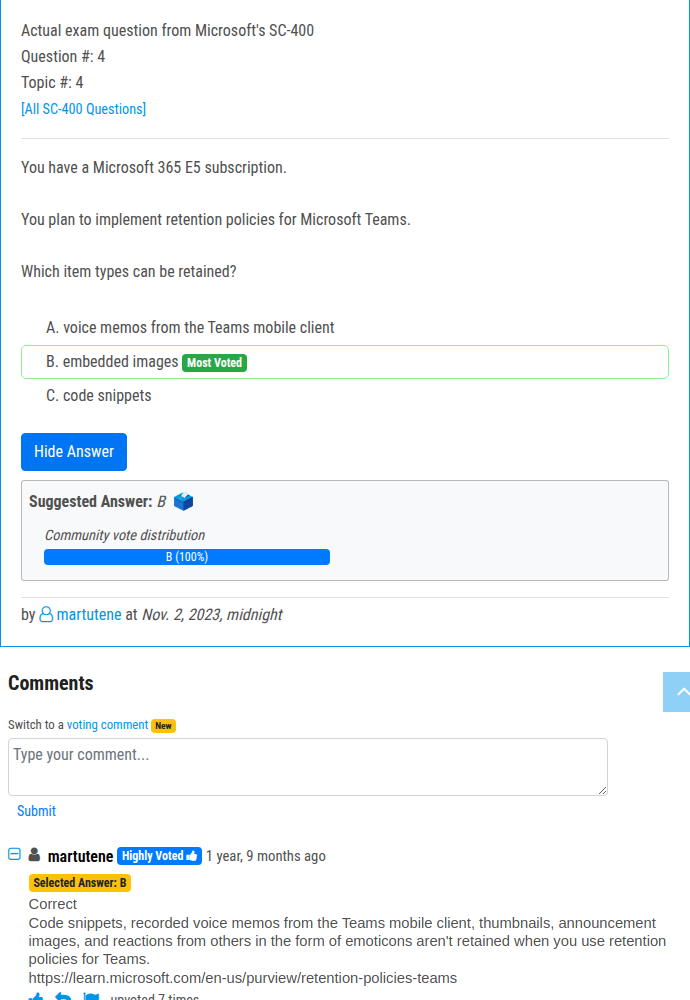 Actual exam question from Microsoft's SC-400
Question #: 4
Topic #: 4
[All SC-400 Questions]
You have a Microsoft 365 E5 subscription.
You plan to implement retention policies for Microsoft Teams.
Which item types can be retained?
A. voice memos from the Teams mobile client
B. embedded images Most Voted
C. code snippets
Hide Answer
Suggested Answer: B
Community vote distribution
B (100%)
by martutene at Nov. 2, 2023, midnight
Comments
Switch to a voting comment New
Type your comment...
Submit
martutene Highly Voted 1 year, 9 months ago
Selected Answer: B
Correct
Code snippets, recorded voice memos from the Teams mobile client, thumbnails, announcement
images, and reactions from others in the form of emoticons aren't retained when you use retention
policies for Teams.
https://learn.microsoft.com/en-us/purview/retention-policies-teams
upvoted 7 times